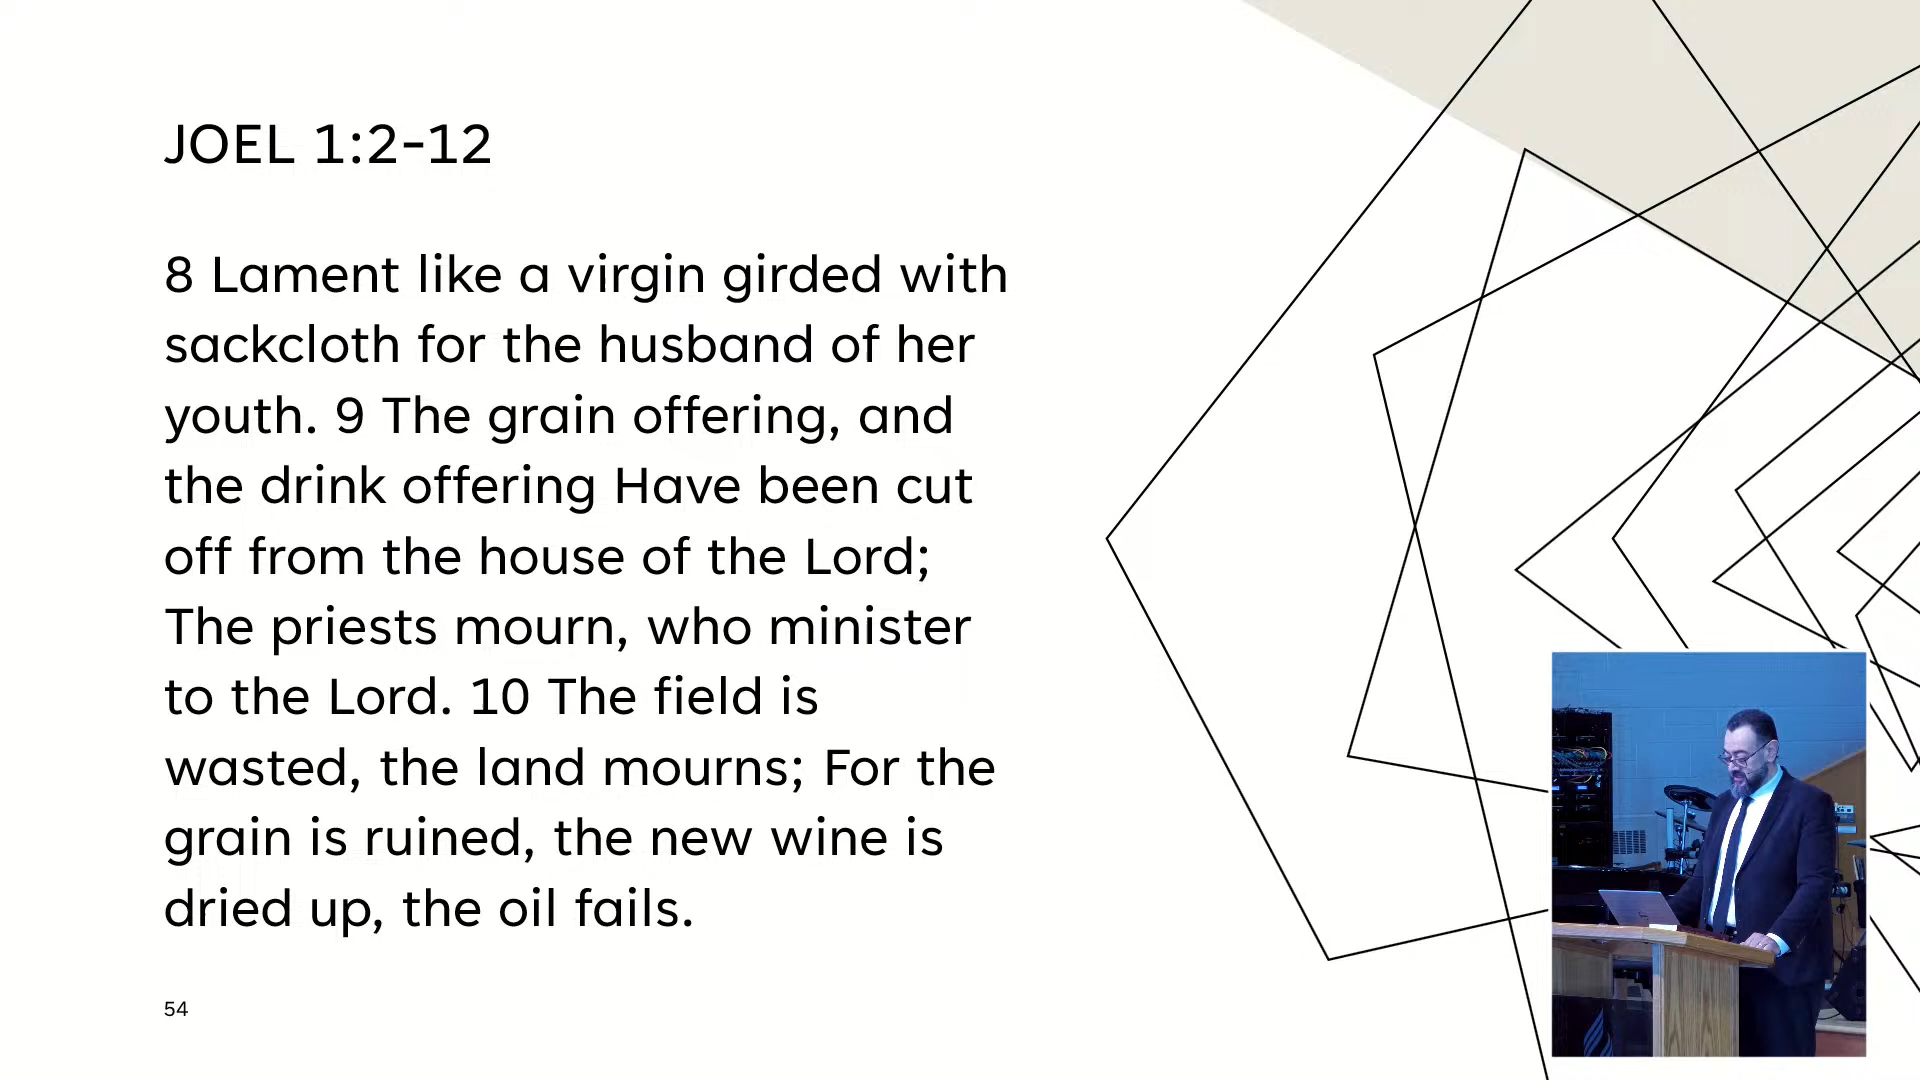 JOEL 1:2-12
8 Lament like a virgin girded with
sackcloth for the husband of her
youth. 9 The grain offering, and
the drink offering Have been cut
off from the house of the Lord;
The priests mourn, who minister
to the Lord. 10 The field is
wasted, the land mourns; For the
grain is ruined, the new wine is
dried up, the oil fails.
54